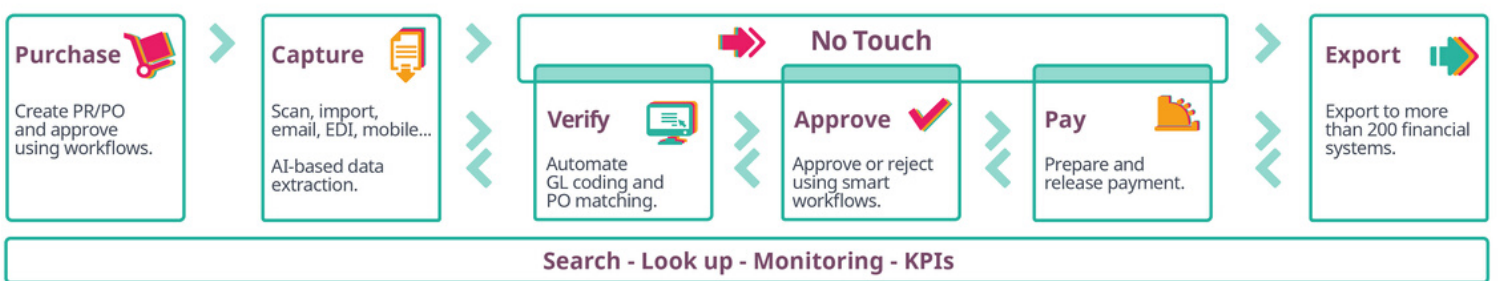 Purchase
Create PR/PO
and approve
using workflows.
Capture
Scan, import,
email, EDI, mobile...
AI-based data
extraction.
No Touch
Verify
Automate
GL coding and
PO matching.
Approve
Approve or reject
using smart
workflows.
Pay
Prepare and
release payment.
Export
Export to more
than 200 financial
systems.
Search - Look up - Monitoring - KPIs